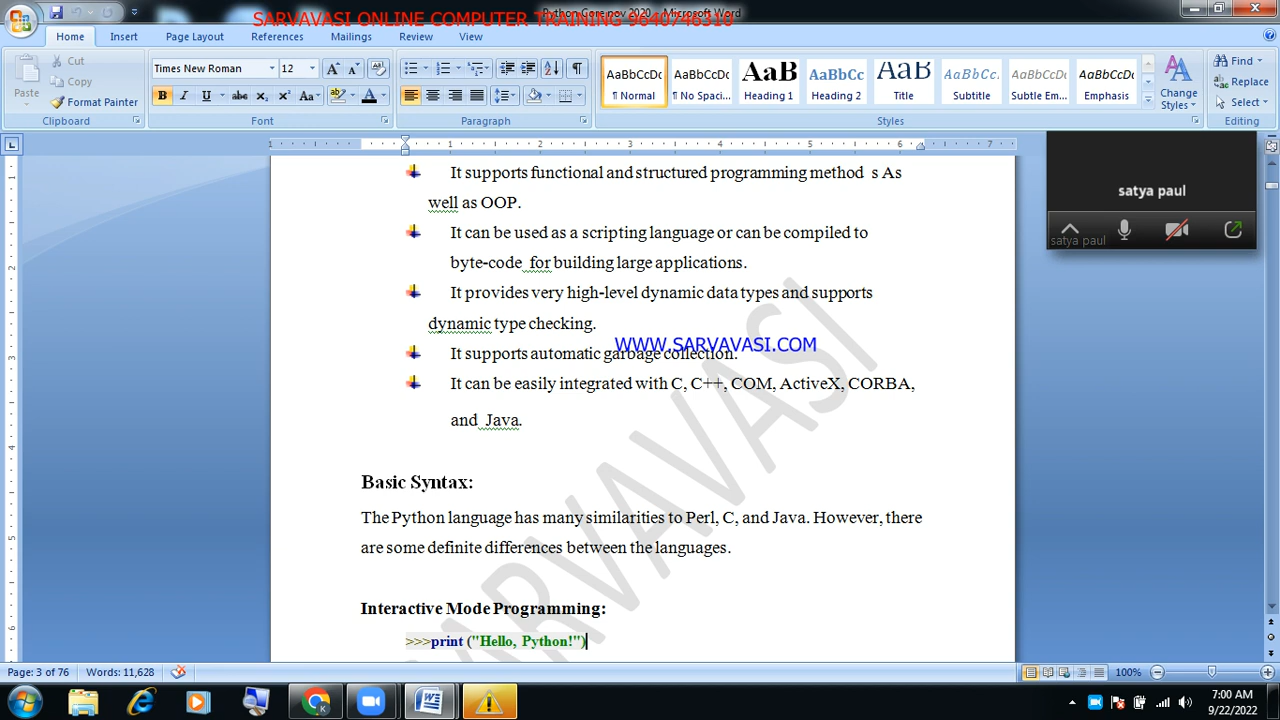 SARVAVASI ONLINE COMPUTER TRAINING 9640746310
Python Core nov 2020 - Microsoft Word
Home Insert Page Layout References Mailings Review View
Paste Cut Copy Format Painter
Times New Roman 12
AaBbCcDc AaBbCcDc AaB AaBbCc AaB AaBbCc. AaBbCcDc AaBbCcDc
¶ Normal ¶ No Spaci... Heading 1 Heading 2 Title Subtitle Subtle Em... Emphasis
Change Styles
Find Replace Select
Clipboard Font Paragraph Styles Editing
satya paul
satya paul
It supports functional and structured programming method s As
well as OOP.
It can be used as a scripting language or can be compiled to
byte-code for building large applications.
It provides very high-level dynamic data types and supports
dynamic type checking.
WWW.SARVAVASI.COM
It supports automatic garbage collection.
It can be easily integrated with C, C++, COM, ActiveX, CORBA,
and Java.
Basic Syntax:
The Python language has many similarities to Perl, C, and Java. However, there
are some definite differences between the languages.
Interactive Mode Programming:
>>>print ("Hello, Python!")
SARVAVASI
SARVAVASI
Page: 3 of 76 Words: 11,628 100%
7:00 AM
9/22/2022